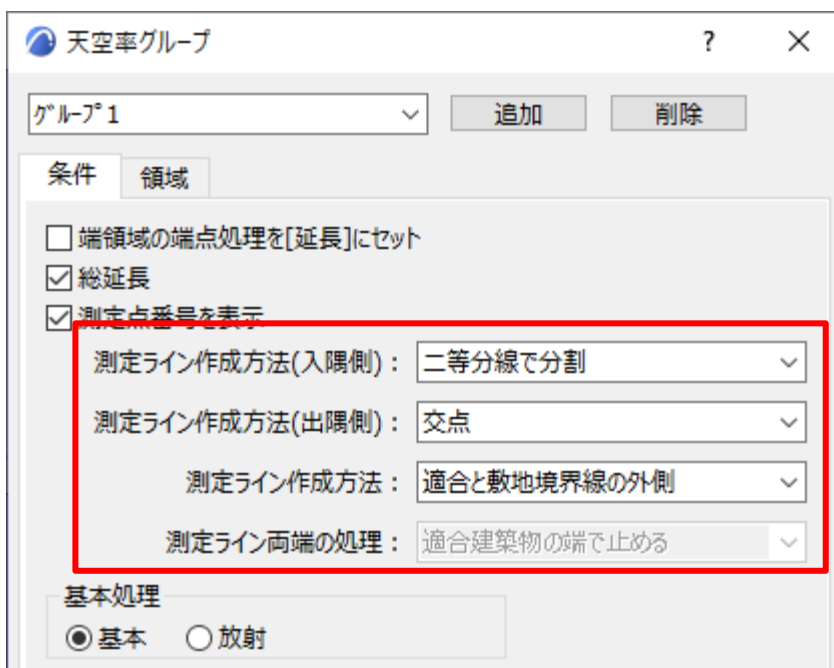 天空率グループ ?
グループ1 追加 削除
条件 領域
端領域の端点処理を[延長]にセット
総延長
測定点番号を表示
測定ライン作成方法(入隅側)： 二等分線で分割
測定ライン作成方法(出隅側)： 交点
測定ライン作成方法： 適合と敷地境界線の外側
測定ライン両端の処理： 適合建築物の端で止める
基本処理
基本 放射